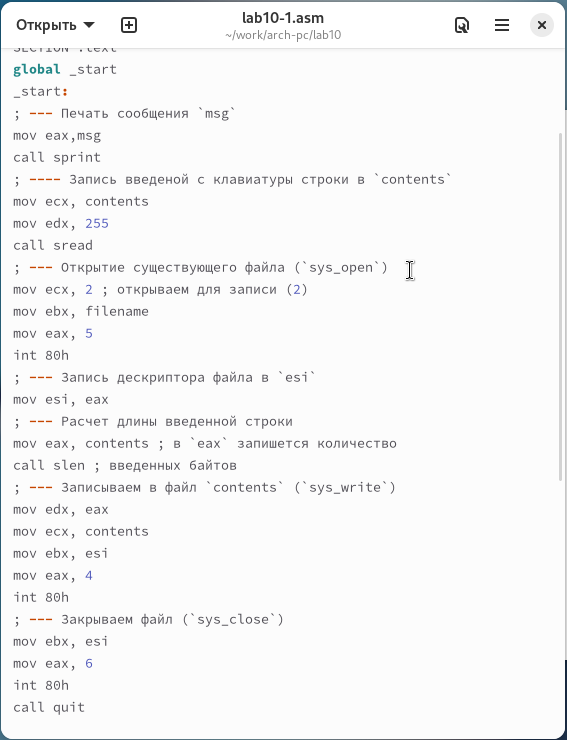 Открыть
lab10-1.asm
~/work/arch-pc/lab10
SECTION .text
global _start
_start:
; --- Печать сообщения `msg`
mov eax,msg
call sprint
; ---- Запись введеной с клавиатуры строки в `contents`
mov ecx, contents
mov edx, 255
call sread
; --- Открытие существующего файла (`sys_open`)
mov ecx, 2 ; открываем для записи (2)
mov ebx, filename
mov eax, 5
int 80h
; --- Запись дескриптора файла в `esi`
mov esi, eax
; --- Расчет длины введенной строки
mov eax, contents ; в `eax` запишется количество
call slen ; введенных байтов
; --- Записываем в файл `contents` (`sys_write`)
mov edx, eax
mov ecx, contents
mov ebx, esi
mov eax, 4
int 80h
; --- Закрываем файл (`sys_close`)
mov ebx, esi
mov eax, 6
int 80h
call quit